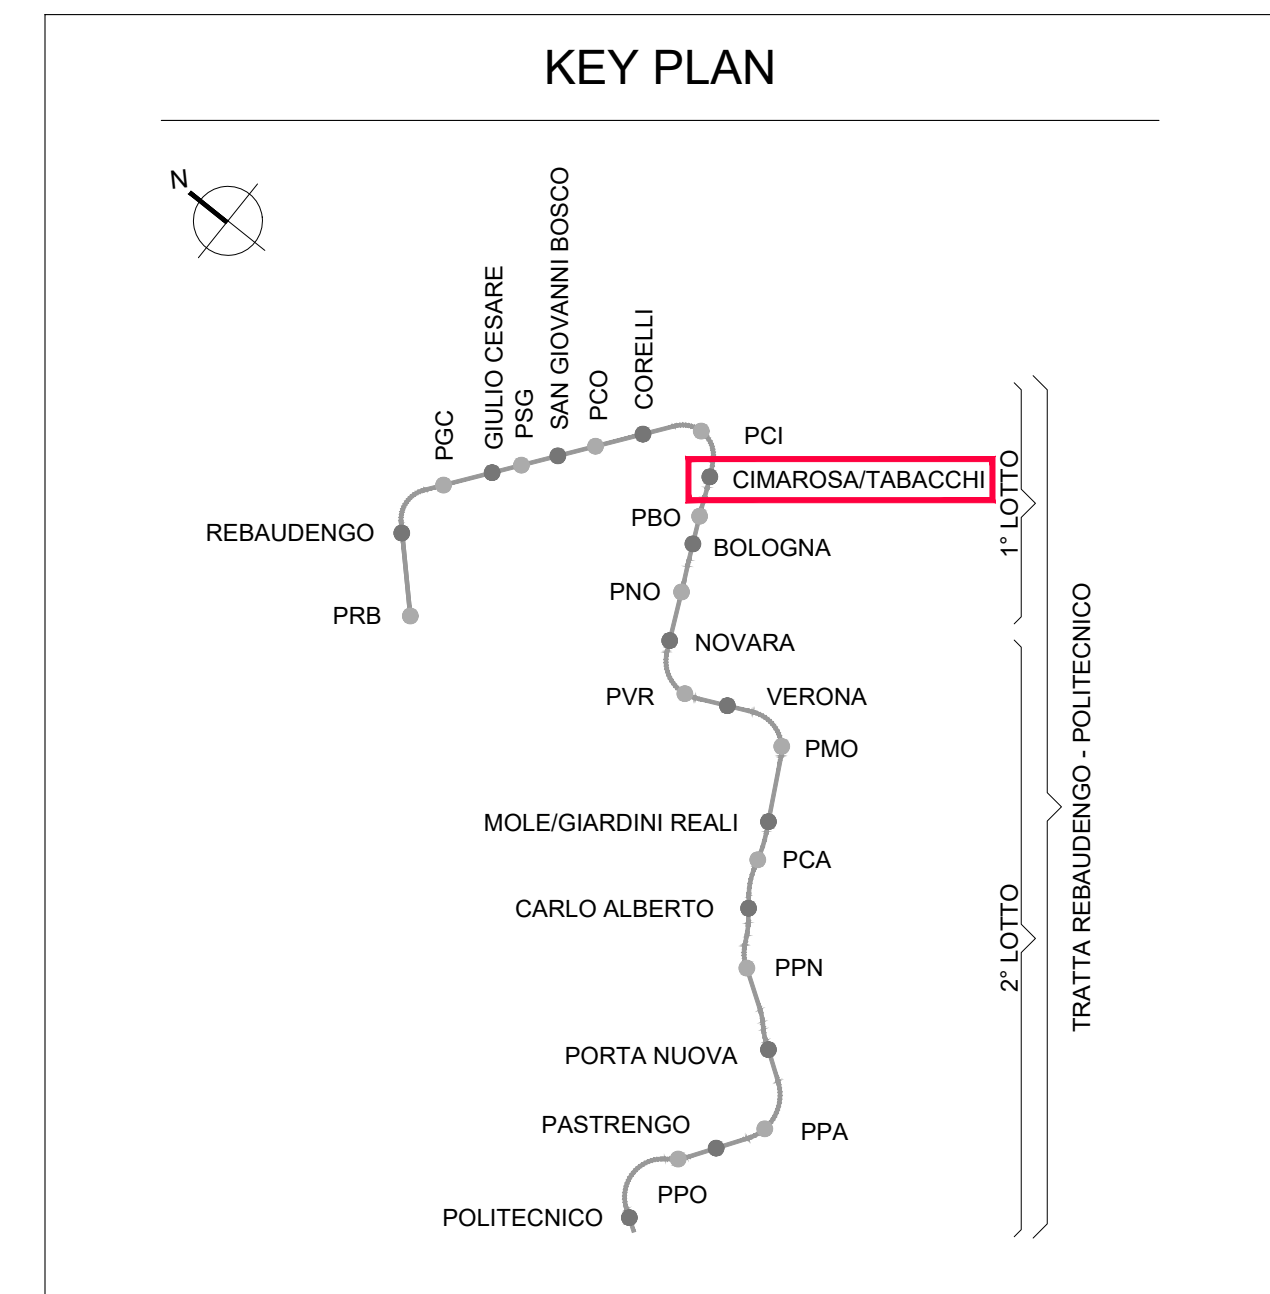 KEY PLAN
N
PGC
GIULIO CESARE
PSG
SAN GIOVANNI BOSCO
PCO
CORELLI
PCI
CIMAROSA/TABACCHI
REBAUDENGO
PBO
BOLOGNA
PRB
PNO
NOVARA
PVR
VERONA
PMO
MOLE/GIARDINI REALI
PCA
CARLO ALBERTO
PPN
PORTA NUOVA
PASTRENGO
PPA
PPO
POLITECNICO
1° LOTTO
2° LOTTO
TRATTA REBAUDENGO - POLITECNICO